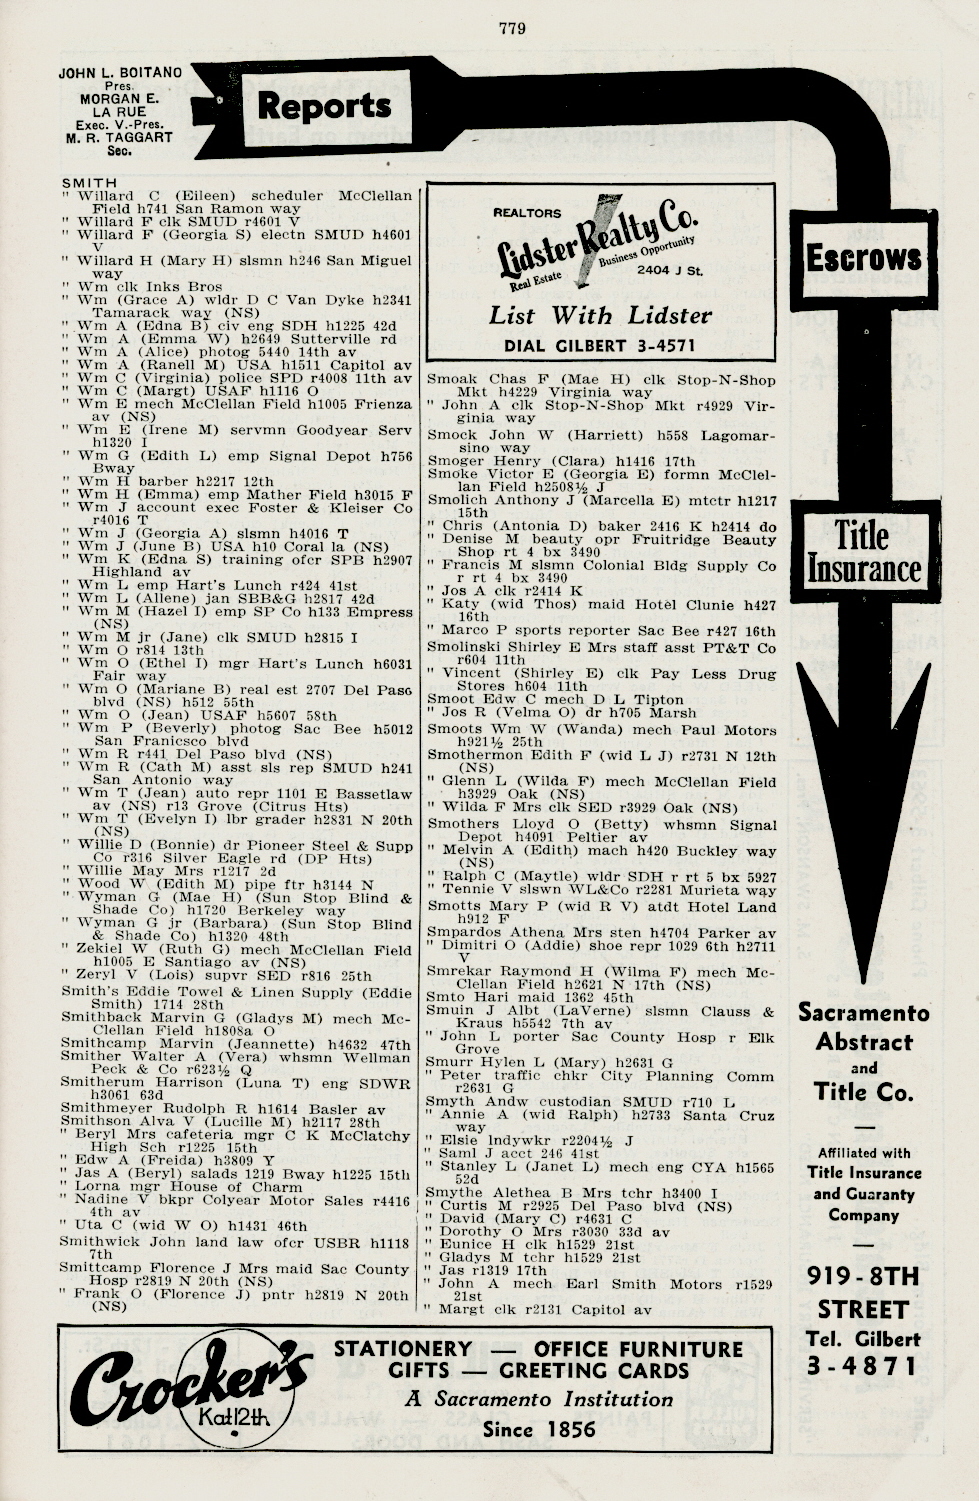 779
JOHN L. BOITANO
Pres.
MORGAN E.
LA RUE
Exec. V.-Pres.
M. R. TAGGART
Sec.
Reports
SMITH
" Willard C (Eileen) scheduler McClellan
Field h741 San Ramon way
" Willard F clk SMUD r4601 V
" Willard F (Georgia S) electn SMUD h4601
V
" Willard H (Mary H) slsmn h246 San Miguel
way
" Wm clk Inks Bros
" Wm (Grace A) wldr D C Van Dyke h2341
Tamarack way (NS)
" Wm A (Edna B) civ eng SDH h1225 42d
" Wm A (Emma W) h2649 Sutterville rd
" Wm A (Alice) photog 5440 14th av
" Wm A (Ranell M) USA h1511 Capitol av
" Wm C (Virginia) police SPD r4008 11th av
" Wm C (Margt) USAF h1116 O
" Wm E mech McClellan Field h1005 Frienza
av (NS)
" Wm E (Irene M) servmn Goodyear Serv
h1320 I
" Wm G (Edith L) emp Signal Depot h756
Bway
" Wm H barber h2217 12th
" Wm H (Emma) emp Mather Field h3015 F
" Wm J account exec Foster & Kleiser Co
r4016 T
" Wm J (Georgia A) slsmn h4016 T
" Wm J (June B) USA h10 Coral la (NS)
" Wm K (Edna S) training ofcr SPB h2907
Highland av
" Wm L emp Hart's Lunch r424 41st
" Wm L (Allene) jan SBB&G h2817 42d
" Wm M (Hazel I) emp SP Co h133 Empress
(NS)
" Wm M jr (Jane) clk SMUD h2815 I
" Wm O r814 13th
" Wm O (Ethel I) mgr Hart's Lunch h6031
Fair way
" Wm O (Mariane B) real est 2707 Del Paso
blvd (NS) h512 55th
" Wm O (Jean) USAF h5607 58th
" Wm P (Beverly) photog Sac Bee h5012
San Franicsco blvd
" Wm R r441 Del Paso blvd (NS)
" Wm R (Cath M) asst sls rep SMUD h241
San Antonio way
" Wm T (Jean) auto repr 1101 E Bassetlaw
av (NS) r13 Grove (Citrus Hts)
" Wm T (Evelyn I) lbr grader h2831 N 20th
(NS)
" Willie D (Bonnie) dr Pioneer Steel & Supp
Co r316 Silver Eagle rd (DP Hts)
" Willie May Mrs r1217 2d
" Wood W (Edith M) pipe ftr h3144 N
" Wyman G (Mae H) (Sun Stop Blind &
Shade Co) h1720 Berkeley way
" Wyman G jr (Barbara) (Sun Stop Blind
& Shade Co) h1320 48th
" Zekiel W (Ruth G) mech McClellan Field
h1005 E Santiago av (NS)
" Zeryl V (Lois) supvr SED r816 25th
Smith's Eddie Towel & Linen Supply (Eddie
Smith) 1714 28th
Smithback Marvin G (Gladys M) mech Mc-
Clellan Field h1808a O
Smithcamp Marvin (Jeannette) h4632 47th
Smither Walter A (Vera) whsmn Wellman
Peck & Co r623½ Q
Smitherum Harrison (Luna T) eng SDWR
h3061 63d
Smithmeyer Rudolph R h1614 Basler av
Smithson Alva V (Lucille M) h2117 28th
" Beryl Mrs cafeteria mgr C K McClatchy
High Sch r1225 15th
" Edw A (Freida) h3809 Y
" Jas A (Beryl) salads 1219 Bway h1225 15th
" Lorna mgr House of Charm
" Nadine V bkpr Colyear Motor Sales r4416
4th av
" Uta C (wid W O) h1431 46th
Smithwick John land law ofcr USBR h1118
7th
Smittcamp Florence J Mrs maid Sac County
Hosp r2819 N 20th (NS)
" Frank O (Florence J) pntr h2819 N 20th
(NS)
REALTORS
Lidster Realty Co.
Real Estate
Business Opportunity
2404 J St.
List With Lidster
DIAL GILBERT 3-4571
Smoak Chas F (Mae H) clk Stop-N-Shop
Mkt h4229 Virginia way
" John A clk Stop-N-Shop Mkt r4929 Vir-
ginia way
Smock John W (Harriett) h558 Lagomar-
sino way
Smoger Henry (Clara) h1416 17th
Smoke Victor E (Georgia E) formn McClel-
lan Field h2508½ J
Smolich Anthony J (Marcella E) mtctr h1217
15th
" Chris (Antonia D) baker 2416 K h2414 do
" Denise M beauty opr Fruitridge Beauty
Shop rt 4 bx 3490
" Francis M slsmn Colonial Bldg Supply Co
r rt 4 bx 3490
" Jos A clk r2414 K
" Katy (wid Thos) maid Hotel Clunie h427
16th
" Marco P sports reporter Sac Bee r427 16th
Smolinski Shirley E Mrs staff asst PT&T Co
r604 11th
" Vincent (Shirley E) clk Pay Less Drug
Stores h604 11th
Smoot Edw C mech D L Tipton
" Jos R (Velma O) dr h705 Marsh
Smoots Wm W (Wanda) mech Paul Motors
h921½ 25th
Smothermon Edith F (wid L J) r2731 N 12th
(NS)
" Glenn L (Wilda F) mech McClellan Field
h3929 Oak (NS)
" Wilda F Mrs clk SED r3929 Oak (NS)
Smothers Lloyd O (Betty) whsmn Signal
Depot h4091 Peltier av
" Melvin A (Edith) mach h420 Buckley way
(NS)
" Ralph C (Maytle) wldr SDH r rt 5 bx 5927
" Tennie V slswn WL&Co r2281 Murieta way
Smotts Mary P (wid R V) atdt Hotel Land
h912 F
Smpardos Athena Mrs sten h4704 Parker av
" Dimitri O (Addie) shoe repr 1029 6th h2711
V
Smrekar Raymond H (Wilma F) mech Mc-
Clellan Field h2621 N 17th (NS)
Smto Hari maid 1362 45th
Smuin J Albt (LaVerne) slsmn Clauss &
Kraus h5542 7th av
" John L porter Sac County Hosp r Elk
Grove
Smurr Hylen L (Mary) h2631 G
" Peter traffic chkr City Planning Comm
r2631 G
Smyth Andw custodian SMUD r710 L
" Annie A (wid Ralph) h2733 Santa Cruz
way
" Elsie lndywkr r2204½ J
" Saml J acct 246 41st
" Stanley L (Janet L) mech eng CYA h1565
52d
Smythe Alethea B Mrs tchr h3400 I
" Curtis M r2925 Del Paso blvd (NS)
" David (Mary C) r4631 C
" Dorothy O Mrs r3030 33d av
" Eunice H clk h1529 21st
" Gladys M tchr h1529 21st
" Jas r1319 17th
" John A mech Earl Smith Motors r1529
21st
" Margt clk r2131 Capitol av
Escrows
Title
Insurance
Sacramento
Abstract
and
Title Co.
—
Affiliated with
Title Insurance
and Guaranty
Company
—
919 - 8TH
STREET
Tel. Gilbert
3-4871
Crocker's
K at 12th
STATIONERY — OFFICE FURNITURE
GIFTS — GREETING CARDS
A Sacramento Institution
Since 1856